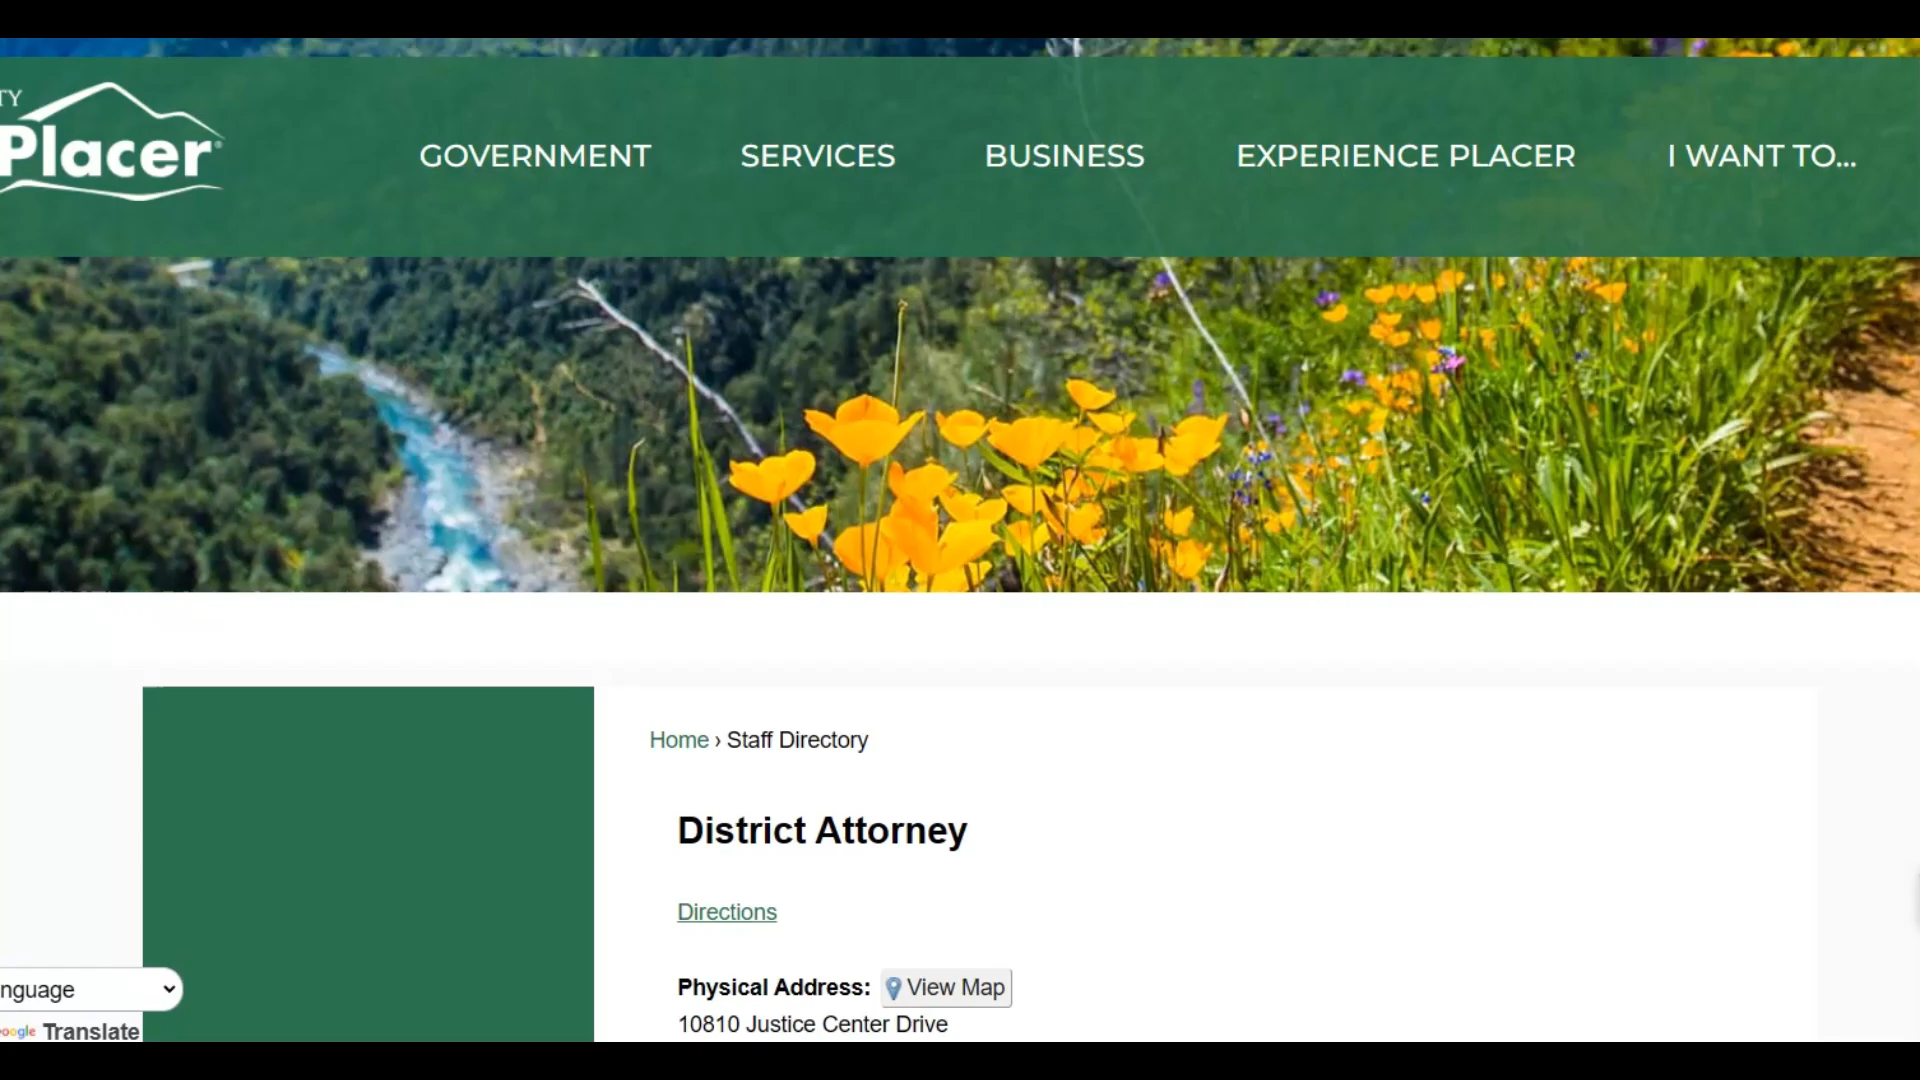 TY
Placer
GOVERNMENT SERVICES BUSINESS EXPERIENCE PLACER I WANT TO...
Home › Staff Directory
District Attorney
Directions
Physical Address: View Map
nguage
10810 Justice Center Drive
oogle Translate